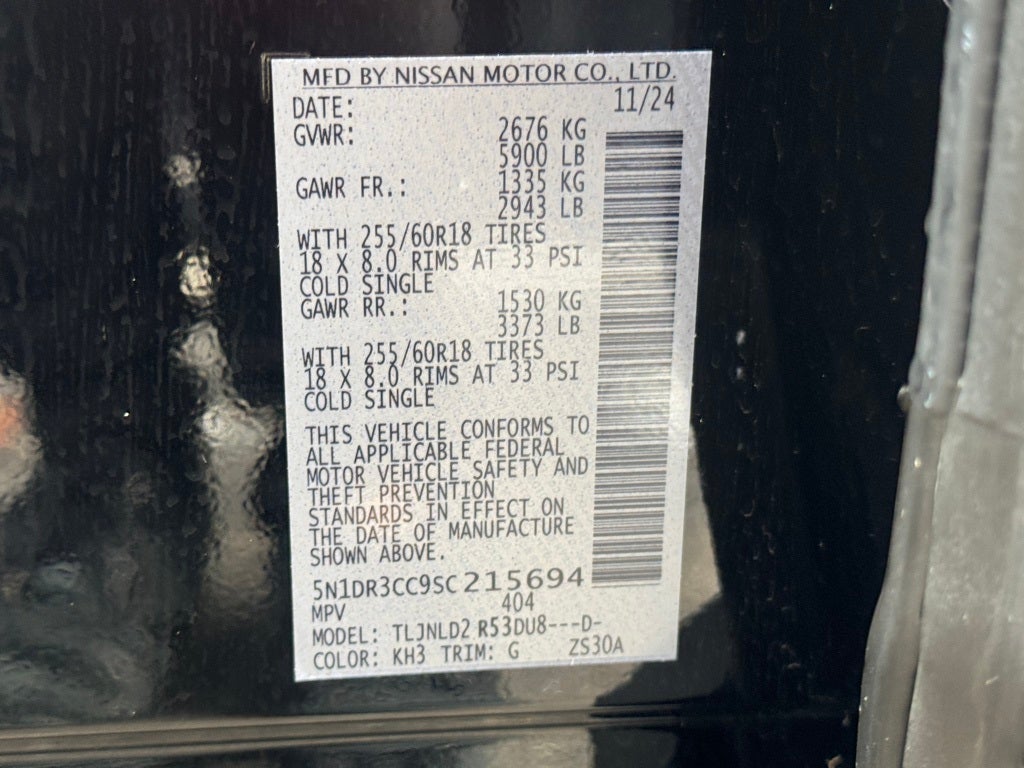 MFD BY NISSAN MOTOR CO., LTD.
DATE: 11/24
GVWR: 2676 KG
5900 LB
GAWR FR.: 1335 KG
2943 LB
WITH 255/60R18 TIRES
18 X 8.0 RIMS AT 33 PSI
COLD SINGLE
GAWR RR.: 1530 KG
3373 LB
WITH 255/60R18 TIRES
18 X 8.0 RIMS AT 33 PSI
COLD SINGLE
THIS VEHICLE CONFORMS TO
ALL APPLICABLE FEDERAL
MOTOR VEHICLE SAFETY AND
THEFT PREVENTION
STANDARDS IN EFFECT ON
THE DATE OF MANUFACTURE
SHOWN ABOVE.
5N1DR3CC9SC215694
MPV 404
MODEL: TLJNLD2 R53DU8---D-
COLOR: KH3 TRIM: G ZS30A